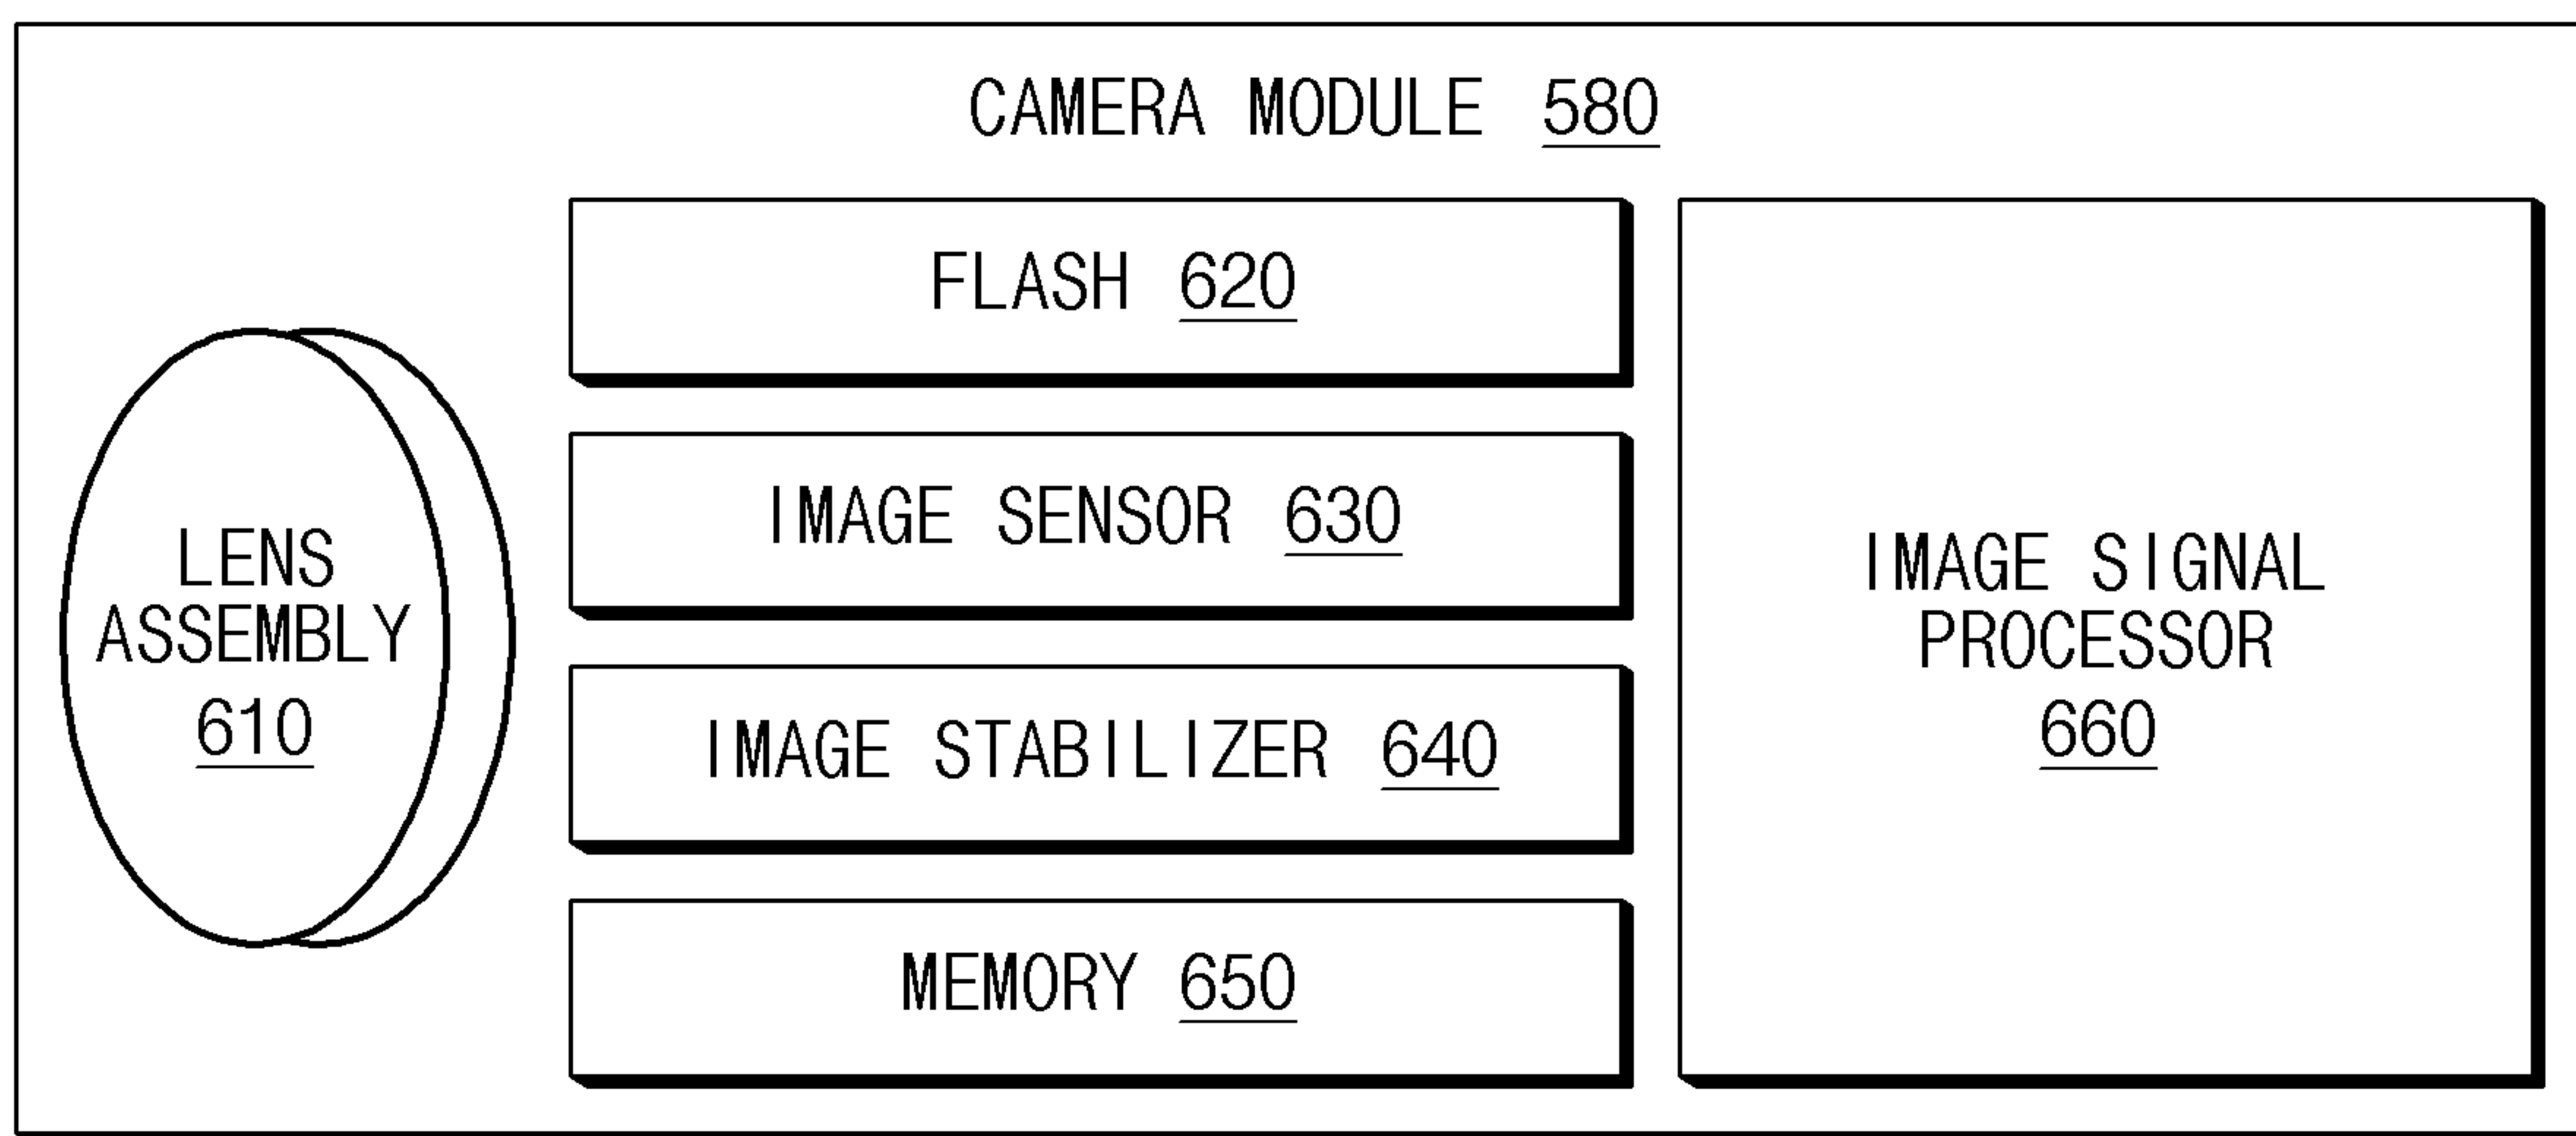 CAMERA MODULE 580
LENS
ASSEMBLY
610
FLASH 620
IMAGE SENSOR 630
IMAGE STABILIZER 640
MEMORY 650
IMAGE SIGNAL
PROCESSOR
660